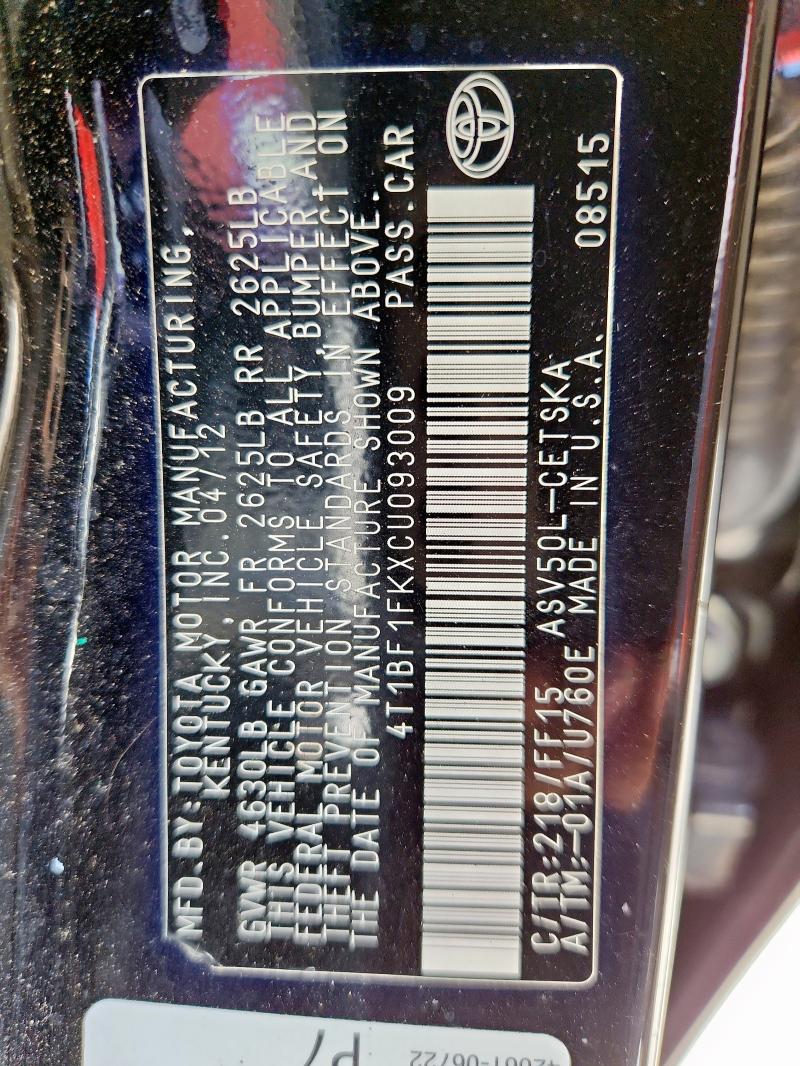 MFD.BY:TOYOTA MOTOR MANUFACTURING,
KENTUCKY,INC.04/12
GVWR 4630LB GAWR FR 2625LB RR 2625LB
THIS VEHICLE CONFORMS TO ALL APPLICABLE
FEDERAL MOTOR VEHICLE SAFETY, BUMPER AND
THEFT PREVENTION STANDARDS IN EFFECT ON
THE DATE OF MANUFACTURE SHOWN ABOVE.
4T1BF1FKXCU093009 PASS.CAR
C/TR:218/FF15 ASV50L-CETSKA
A/TM:-01A/U760E MADE IN U.S.A. 08515